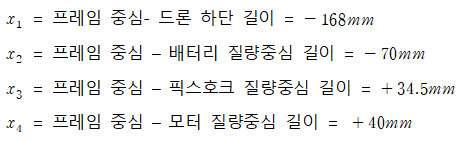 x₁ = 프레임 중심- 드론 하단 길이 = −168mm
x₂ = 프레임 중심 − 배터리 질량중심 길이 = −70mm
x₃ = 프레임 중심 − 픽스호크 질량중심 길이 = +34.5mm
x₄ = 프레임 중심 − 모터 질량중심 길이 = +40mm